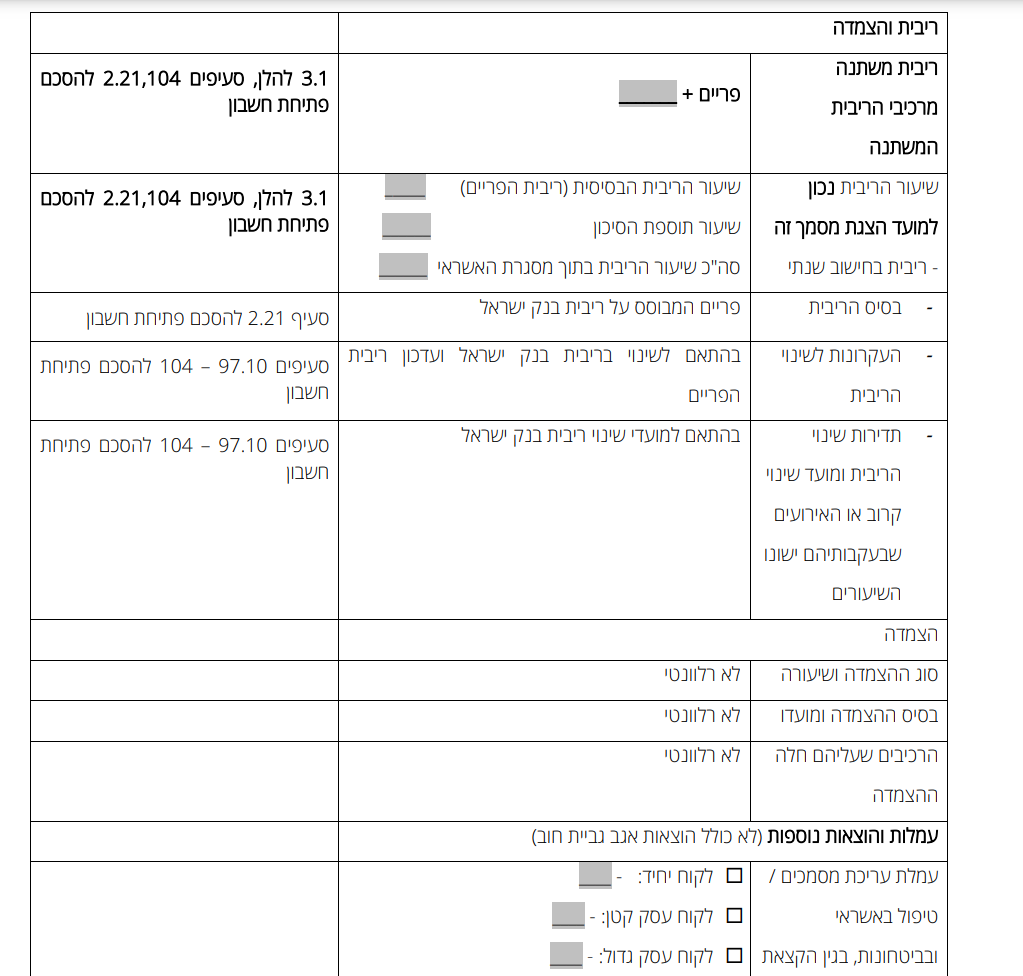 ריבית והצמדה
ריבית משתנה
מרכיבי הריבית
המשתנה
פריים + _____
3.1 להלן, סעיפים 2.21,104 להסכם
פתיחת חשבון
שיעור הריבית נכון
למועד הצגת מסמך זה
- ריבית בחישוב שנתי
שיעור הריבית הבסיסית (ריבית הפריים) ____
שיעור תוספת הסיכון ____
סה"כ שיעור הריבית בתוך מסגרת האשראי ____
3.1 להלן, סעיפים 2.21,104 להסכם
פתיחת חשבון
- בסיס הריבית
פריים המבוסס על ריבית בנק ישראל
סעיף 2.21 להסכם פתיחת חשבון
- העקרונות לשינוי
הריבית
בהתאם לשינוי בריבית בנק ישראל ועדכון ריבית
הפריים
סעיפים 97.10 – 104 להסכם פתיחת
חשבון
- תדירות שינוי
הריבית ומועד שינוי
קרוב או האירועים
שבעקבותיהם ישונו
השיעורים
בהתאם למועדי שינוי ריבית בנק ישראל
סעיפים 97.10 – 104 להסכם פתיחת
חשבון
הצמדה
סוג ההצמדה ושיעורה
לא רלוונטי
בסיס ההצמדה ומועדו
לא רלוונטי
הרכיבים שעליהם חלה
ההצמדה
לא רלוונטי
עמלות והוצאות נוספות (לא כולל הוצאות אגב גביית חוב)
עמלת עריכת מסמכים /
טיפול באשראי
ובביטחונות, בגין הקצאת
☐ לקוח יחיד: - ___
☐ לקוח עסק קטן: - ___
☐ לקוח עסק גדול: - ___